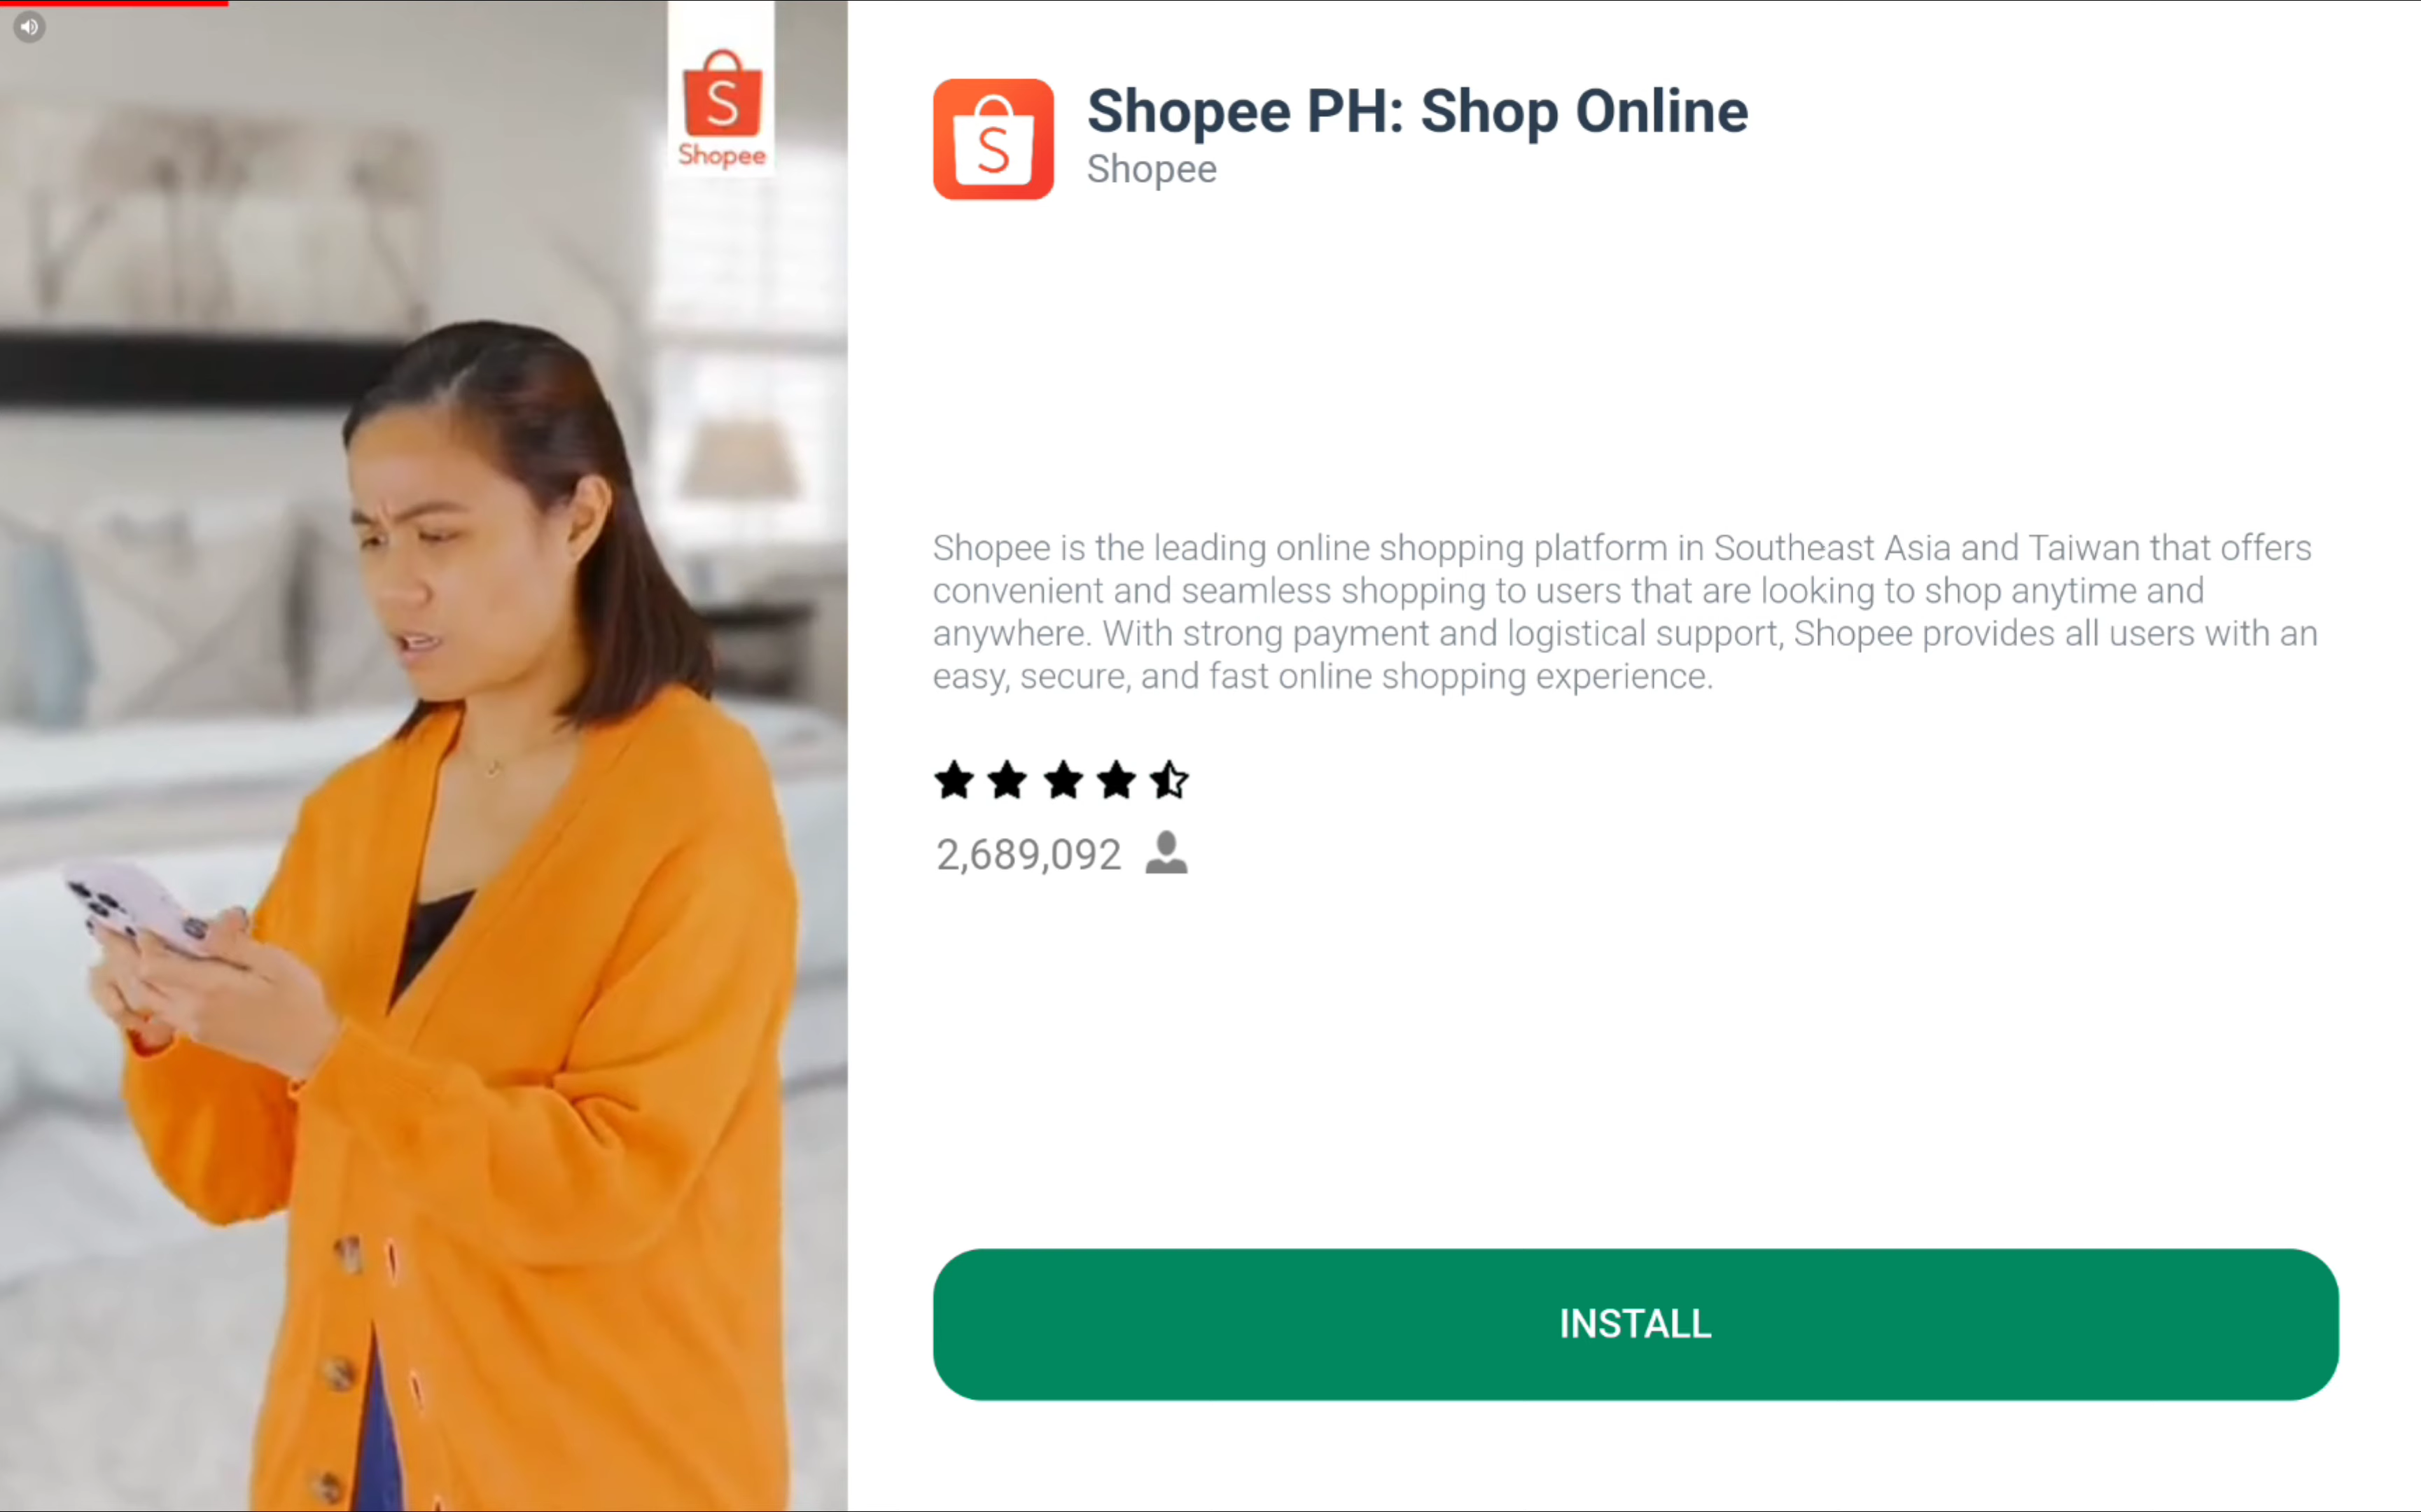 S
Shopee
S
Shopee PH: Shop Online
Shopee
Shopee is the leading online shopping platform in Southeast Asia and Taiwan that offers
convenient and seamless shopping to users that are looking to shop anytime and
anywhere. With strong payment and logistical support, Shopee provides all users with an
easy, secure, and fast online shopping experience.
2,689,092
INSTALL